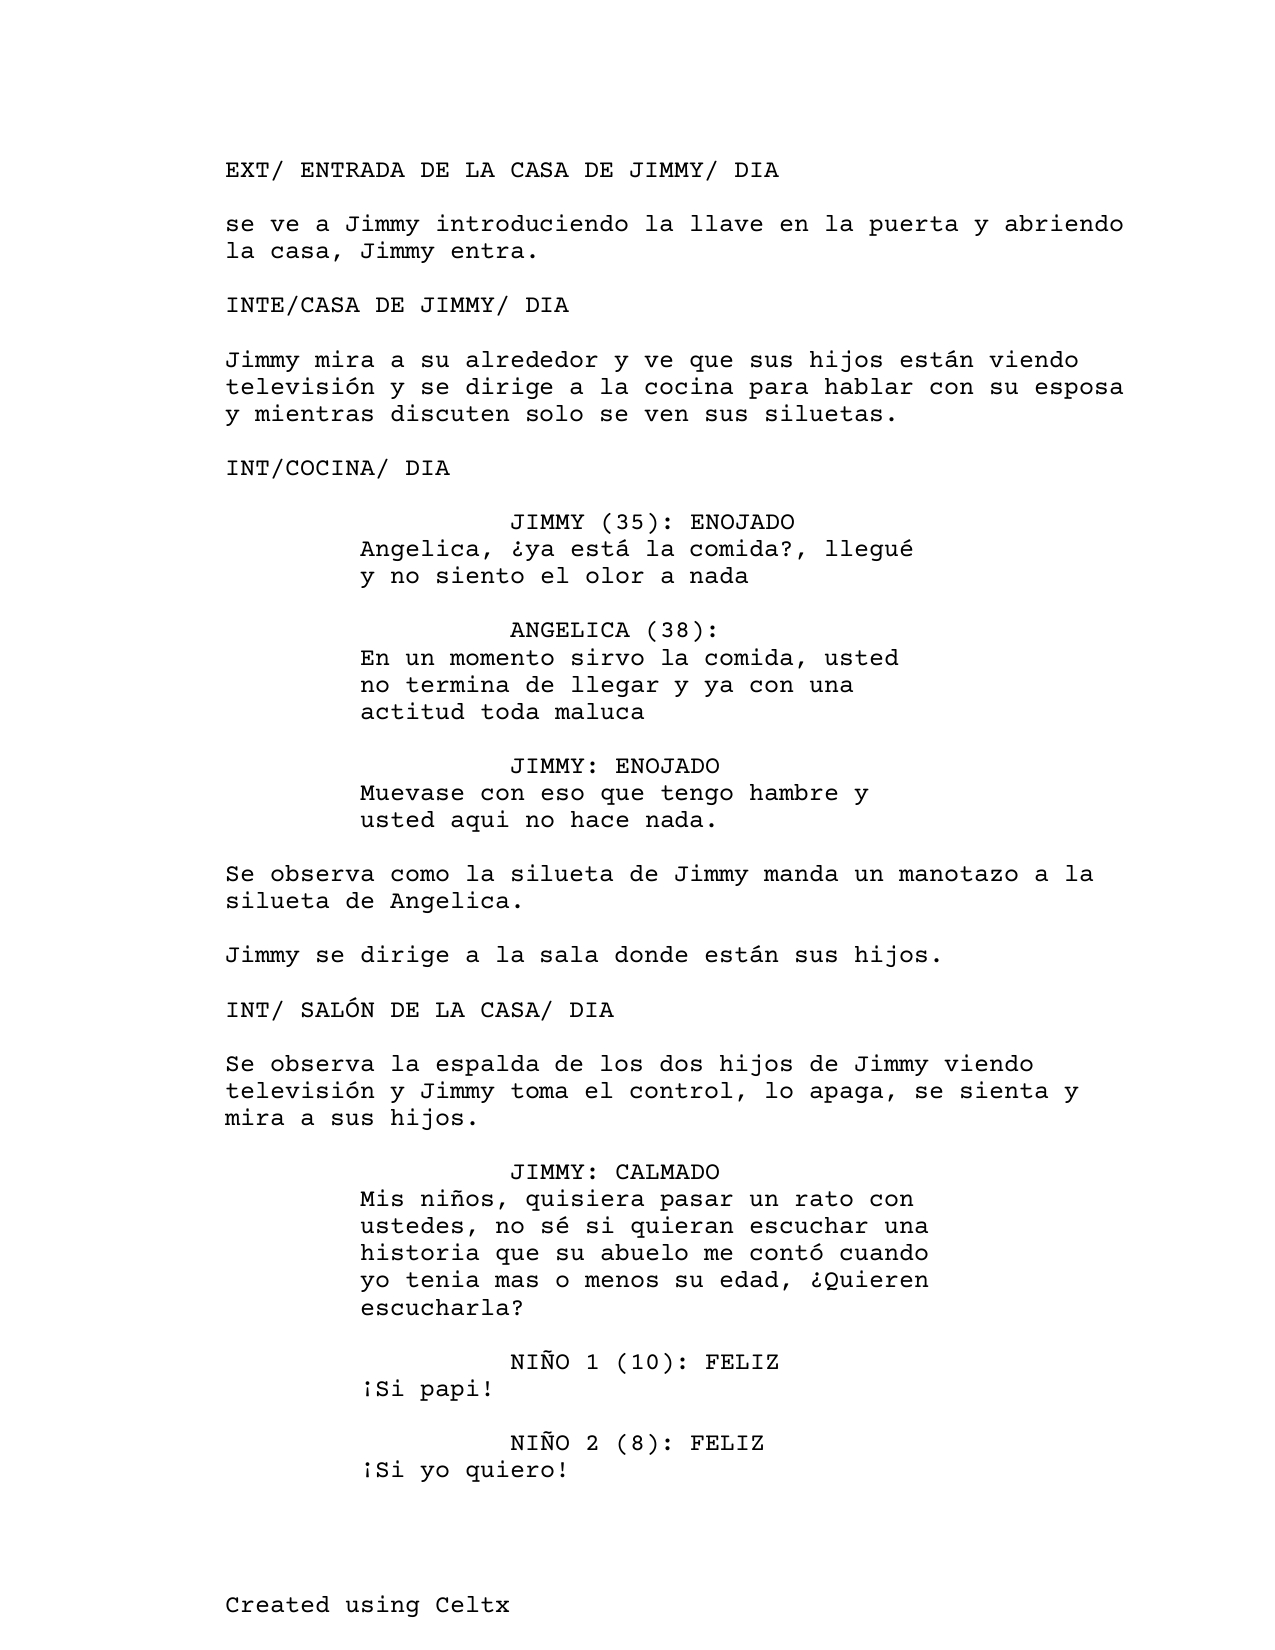 EXT/ ENTRADA DE LA CASA DE JIMMY/ DIA
se ve a Jimmy introduciendo la llave en la puerta y abriendo
la casa, Jimmy entra.
INTE/CASA DE JIMMY/ DIA
Jimmy mira a su alrededor y ve que sus hijos están viendo
televisión y se dirige a la cocina para hablar con su esposa
y mientras discuten solo se ven sus siluetas.
INT/COCINA/ DIA
JIMMY (35): ENOJADO
Angelica, ¿ya está la comida?, llegué
y no siento el olor a nada
ANGELICA (38):
En un momento sirvo la comida, usted
no termina de llegar y ya con una
actitud toda maluca
JIMMY: ENOJADO
Muevase con eso que tengo hambre y
usted aqui no hace nada.
Se observa como la silueta de Jimmy manda un manotazo a la
silueta de Angelica.
Jimmy se dirige a la sala donde están sus hijos.
INT/ SALÓN DE LA CASA/ DIA
Se observa la espalda de los dos hijos de Jimmy viendo
televisión y Jimmy toma el control, lo apaga, se sienta y
mira a sus hijos.
JIMMY: CALMADO
Mis niños, quisiera pasar un rato con
ustedes, no sé si quieran escuchar una
historia que su abuelo me contó cuando
yo tenia mas o menos su edad, ¿Quieren
escucharla?
NIÑO 1 (10): FELIZ
¡Si papi!
NIÑO 2 (8): FELIZ
¡Si yo quiero!
Created using Celtx